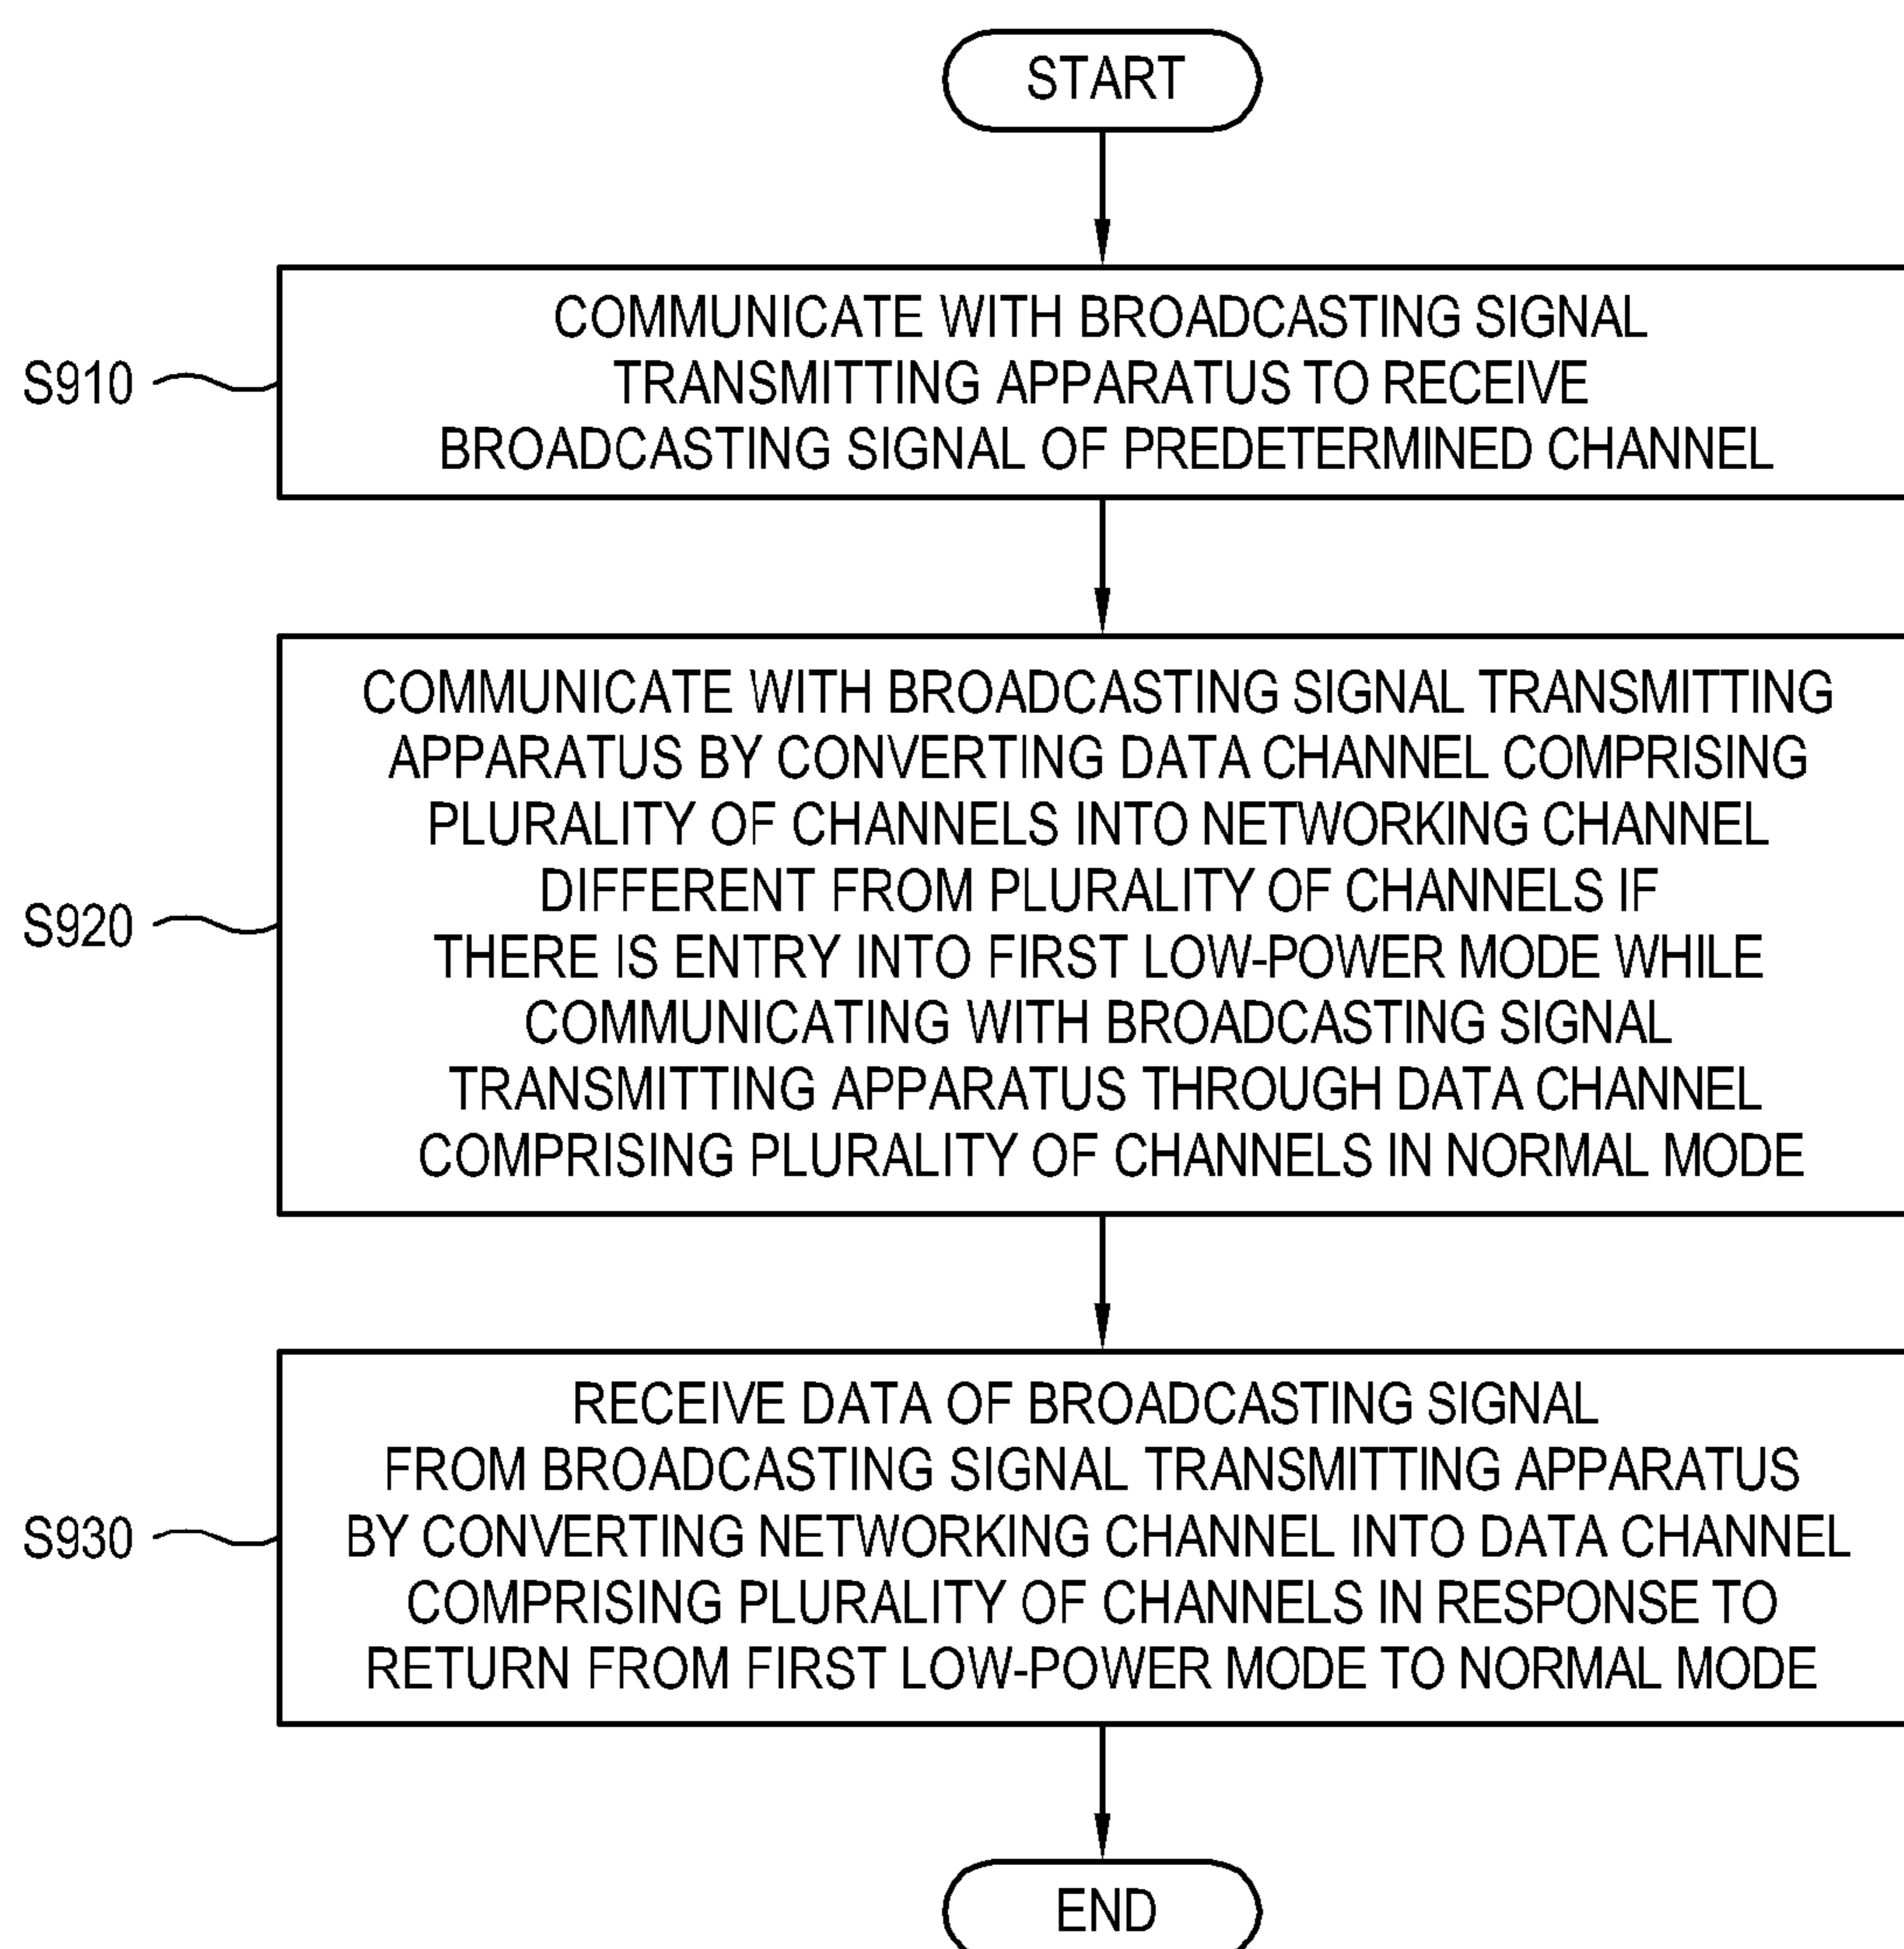 START
S910
COMMUNICATE WITH BROADCASTING SIGNAL
TRANSMITTING APPARATUS TO RECEIVE
BROADCASTING SIGNAL OF PREDETERMINED CHANNEL
S920
COMMUNICATE WITH BROADCASTING SIGNAL TRANSMITTING
APPARATUS BY CONVERTING DATA CHANNEL COMPRISING
PLURALITY OF CHANNELS INTO NETWORKING CHANNEL
DIFFERENT FROM PLURALITY OF CHANNELS IF
THERE IS ENTRY INTO FIRST LOW-POWER MODE WHILE
COMMUNICATING WITH BROADCASTING SIGNAL
TRANSMITTING APPARATUS THROUGH DATA CHANNEL
COMPRISING PLURALITY OF CHANNELS IN NORMAL MODE
S930
RECEIVE DATA OF BROADCASTING SIGNAL
FROM BROADCASTING SIGNAL TRANSMITTING APPARATUS
BY CONVERTING NETWORKING CHANNEL INTO DATA CHANNEL
COMPRISING PLURALITY OF CHANNELS IN RESPONSE TO
RETURN FROM FIRST LOW-POWER MODE TO NORMAL MODE
END